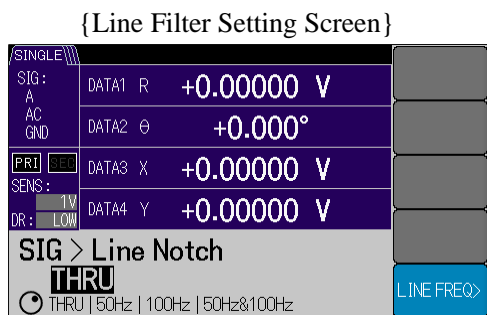 {Line Filter Setting Screen}
SINGLE
SIG:
A
AC
GND
DATA1 R +0.00000 V
DATA2 θ +0.000°
PRI SEC
SENS:
1V
DR: LOW
DATA3 X +0.00000 V
DATA4 Y +0.00000 V
SIG > Line Notch
THRU
THRU | 50Hz | 100Hz | 50Hz&100Hz
LINE FREQ>